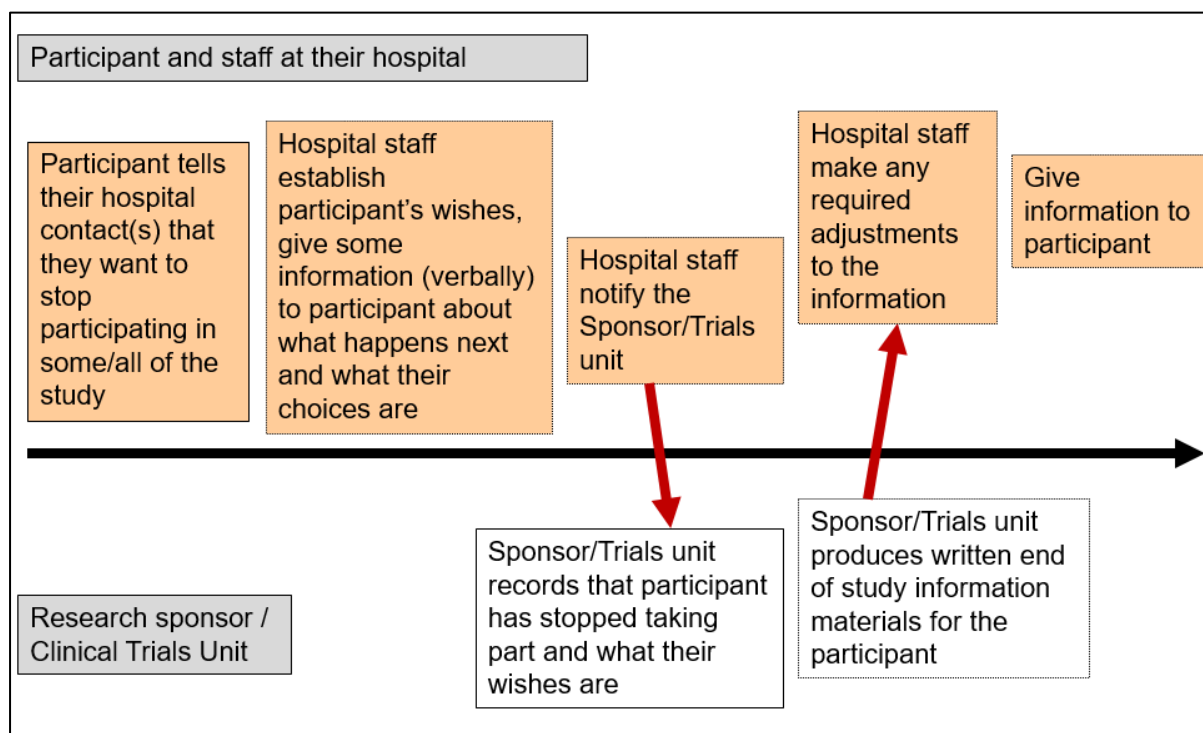 Participant and staff at their hospital
Participant tells
their hospital
contact(s) that
they want to
stop
participating in
some/all of the
study
Hospital staff
establish
participant's wishes,
give some
information (verbally)
to participant about
what happens next
and what their
choices are
Hospital staff
notify the
Sponsor/Trials
unit
Hospital staff
make any
required
adjustments
to the
information
Give
information to
participant
Research sponsor /
Clinical Trials Unit
Sponsor/Trials unit
records that participant
has stopped taking
part and what their
wishes are
Sponsor/Trials unit
produces written end
of study information
materials for the
participant